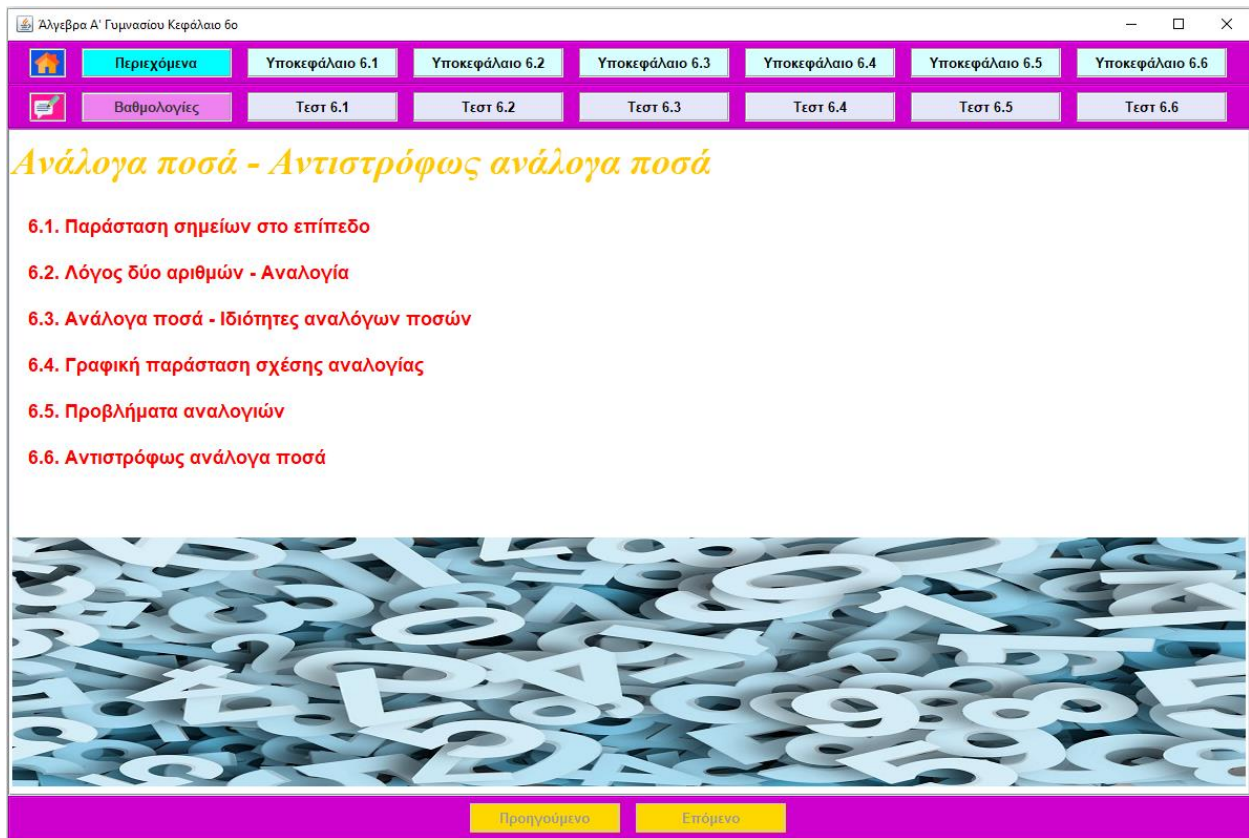 Άλγεβρα Α' Γυμνασίου Κεφάλαιο 6ο
Περιεχόμενα Υποκεφάλαιο 6.1 Υποκεφάλαιο 6.2 Υποκεφάλαιο 6.3 Υποκεφάλαιο 6.4 Υποκεφάλαιο 6.5 Υποκεφάλαιο 6.6
Βαθμολογίες Τεστ 6.1 Τεστ 6.2 Τεστ 6.3 Τεστ 6.4 Τεστ 6.5 Τεστ 6.6
Ανάλογα ποσά - Αντιστρόφως ανάλογα ποσά
6.1. Παράσταση σημείων στο επίπεδο
6.2. Λόγος δύο αριθμών - Αναλογία
6.3. Ανάλογα ποσά - Ιδιότητες αναλόγων ποσών
6.4. Γραφική παράσταση σχέσης αναλογίας
6.5. Προβλήματα αναλογιών
6.6. Αντιστρόφως ανάλογα ποσά
Προηγούμενο Επόμενο